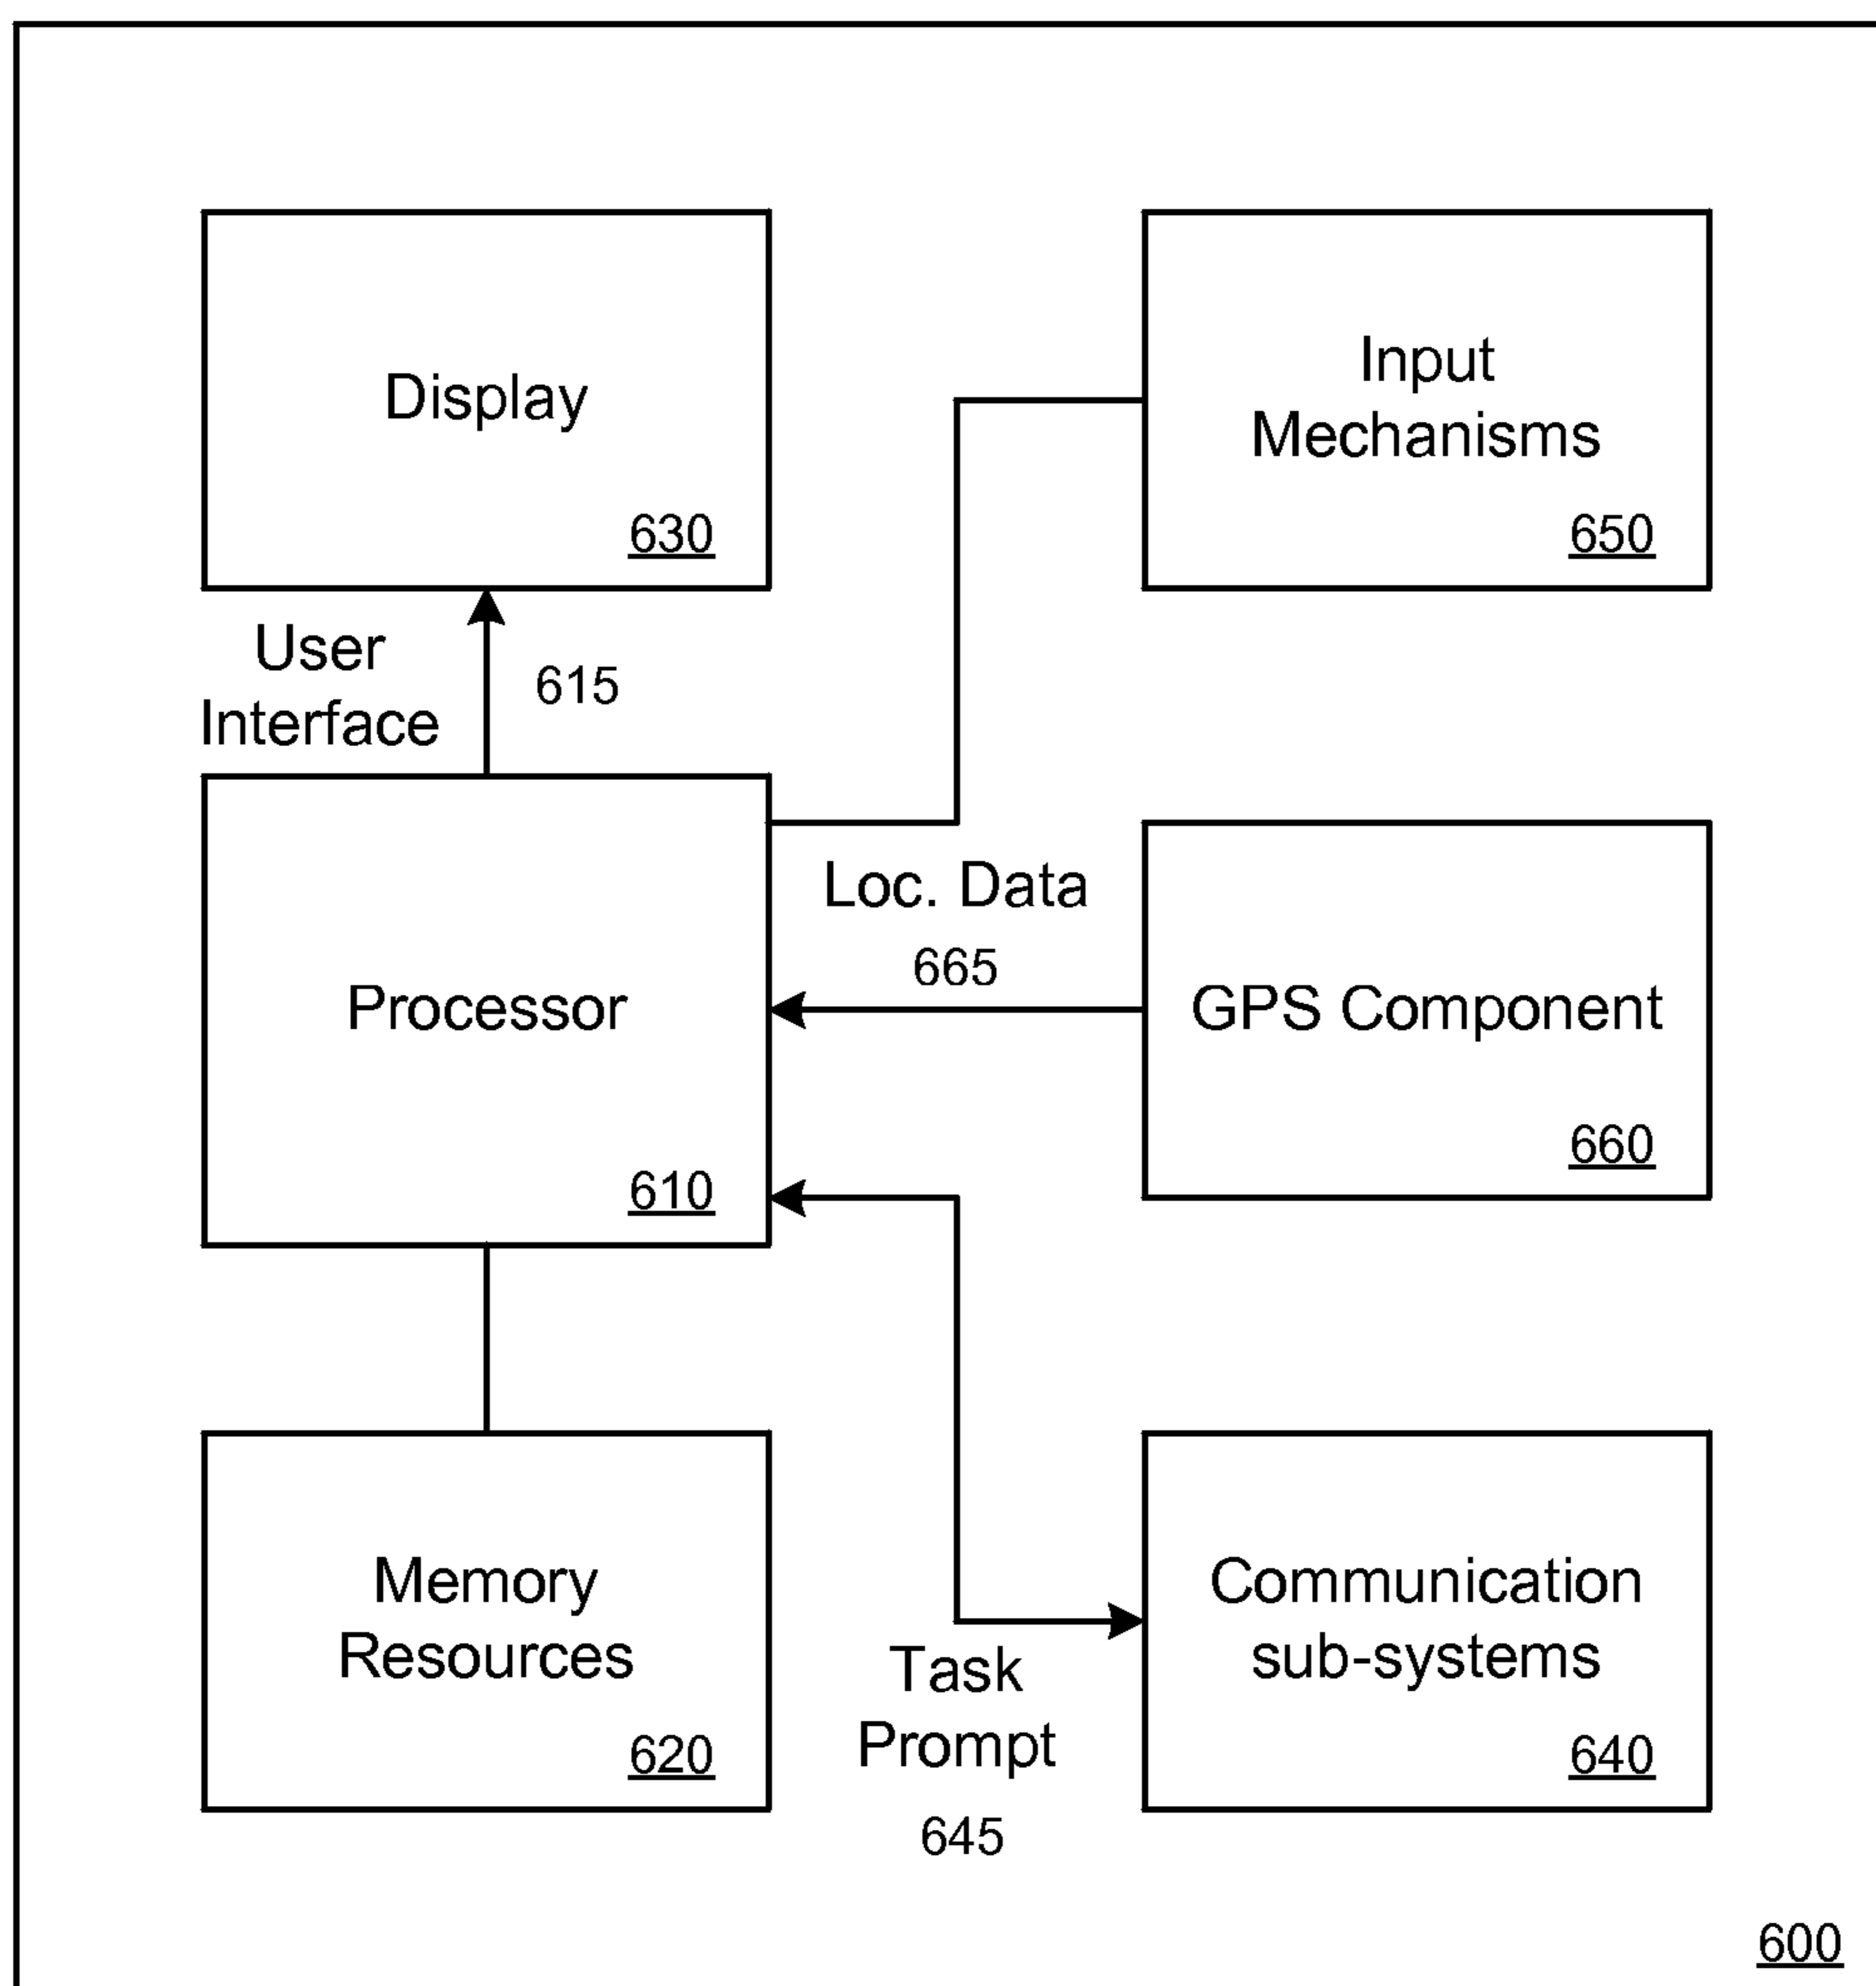 Display
630
Input
Mechanisms
650
User
Interface
615
Processor
610
Loc. Data
665
GPS Component
660
Memory
Resources
620
Task
Prompt
645
Communication
sub-systems
640
600